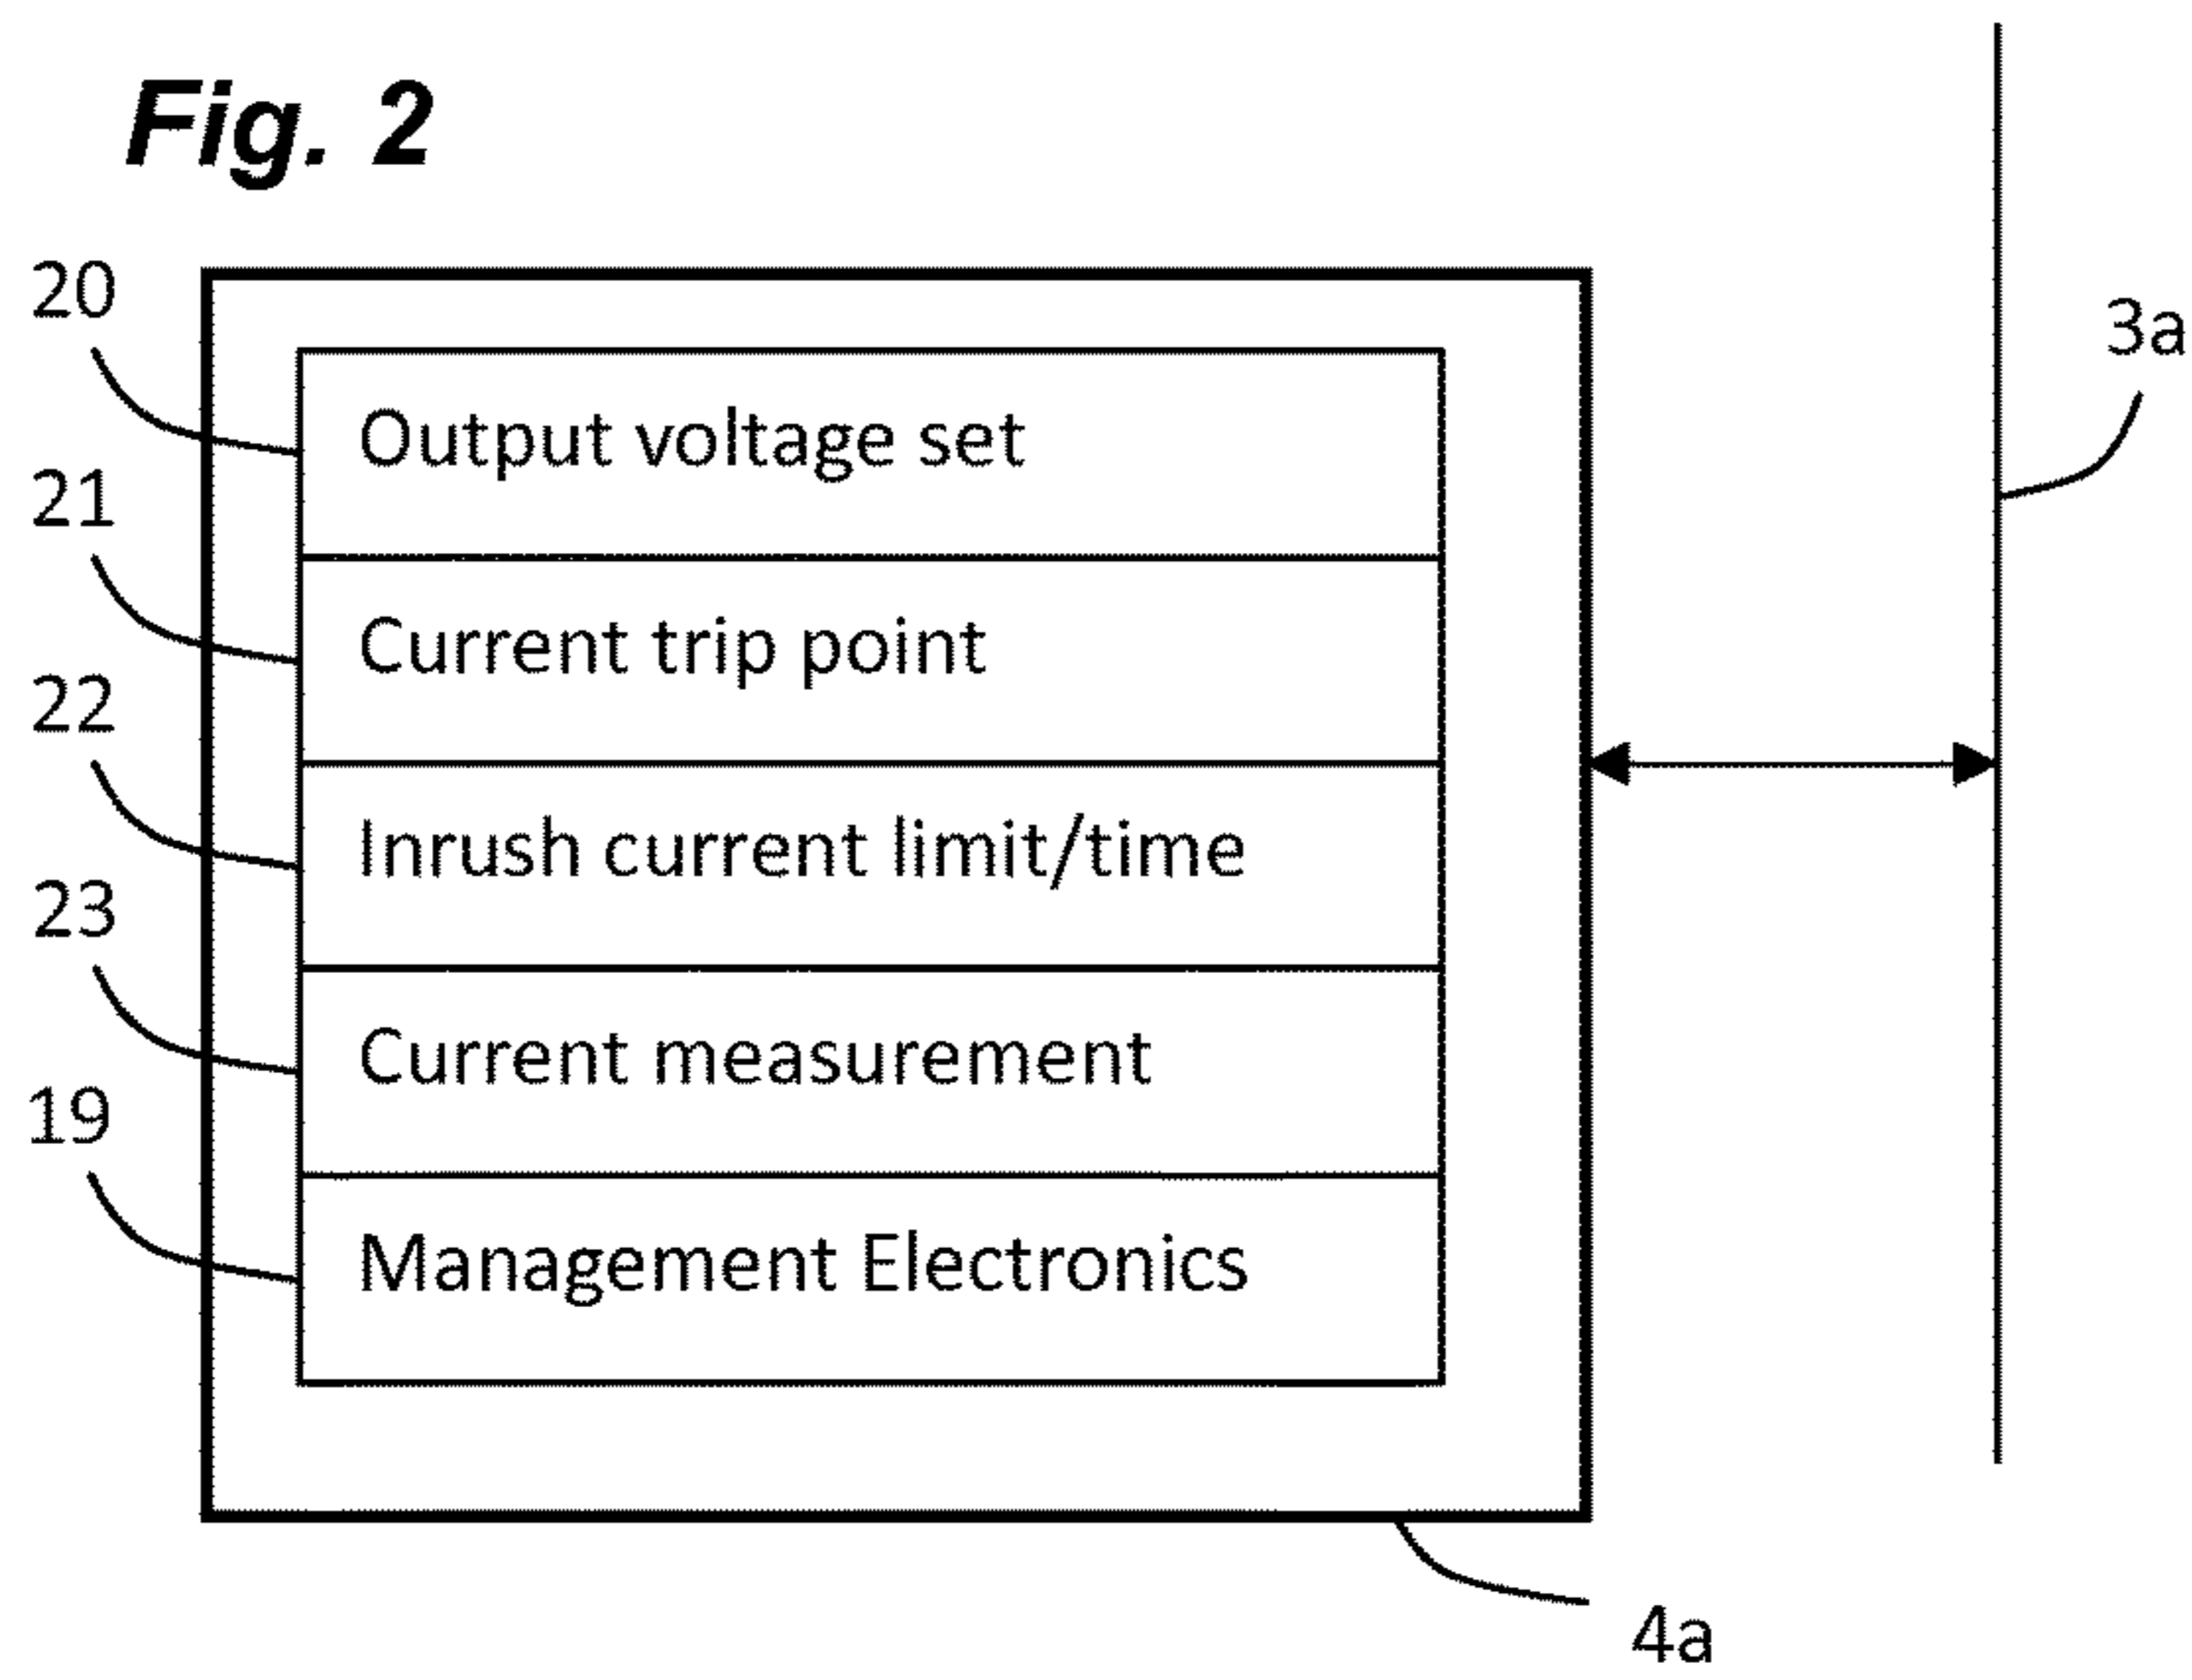 Fig. 2
20
Output voltage set
3a
21
Current trip point
22
Inrush current limit/time
23
Current measurement
19
Management Electronics
4a